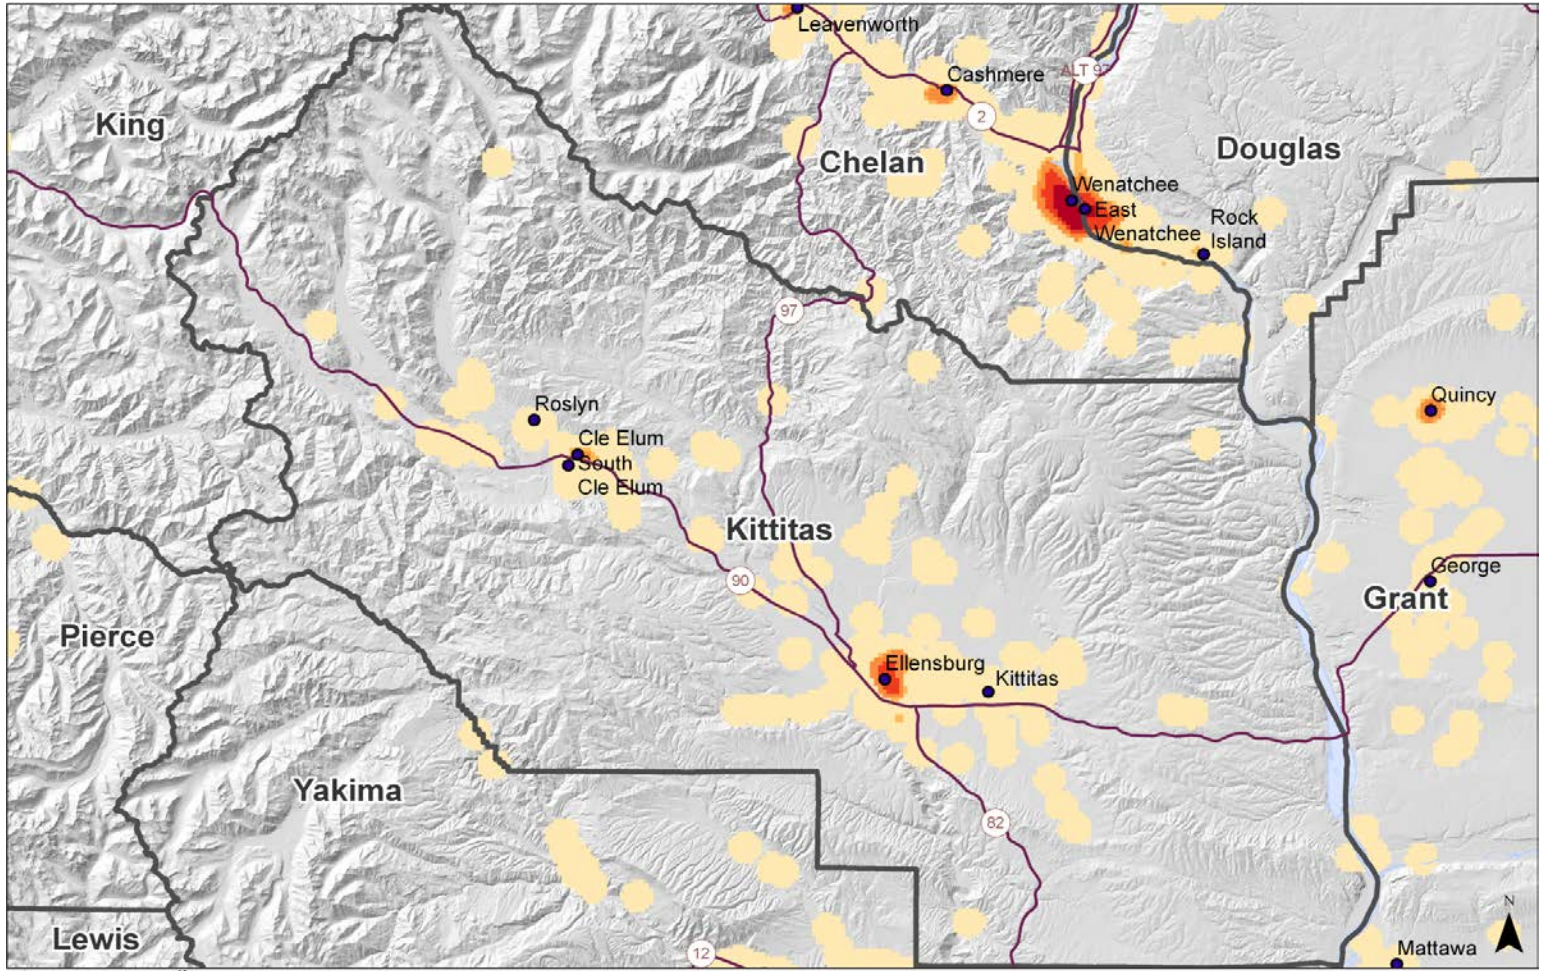 Leavenworth
Cashmere
ALT 97
2
King
Chelan
Douglas
Wenatchee
East
Wenatchee
Rock
Island
97
Roslyn
Cle Elum
South
Cle Elum
Quincy
Kittitas
90
George
Grant
Pierce
Ellensburg
Kittitas
Yakima
82
Lewis
12
N
Mattawa